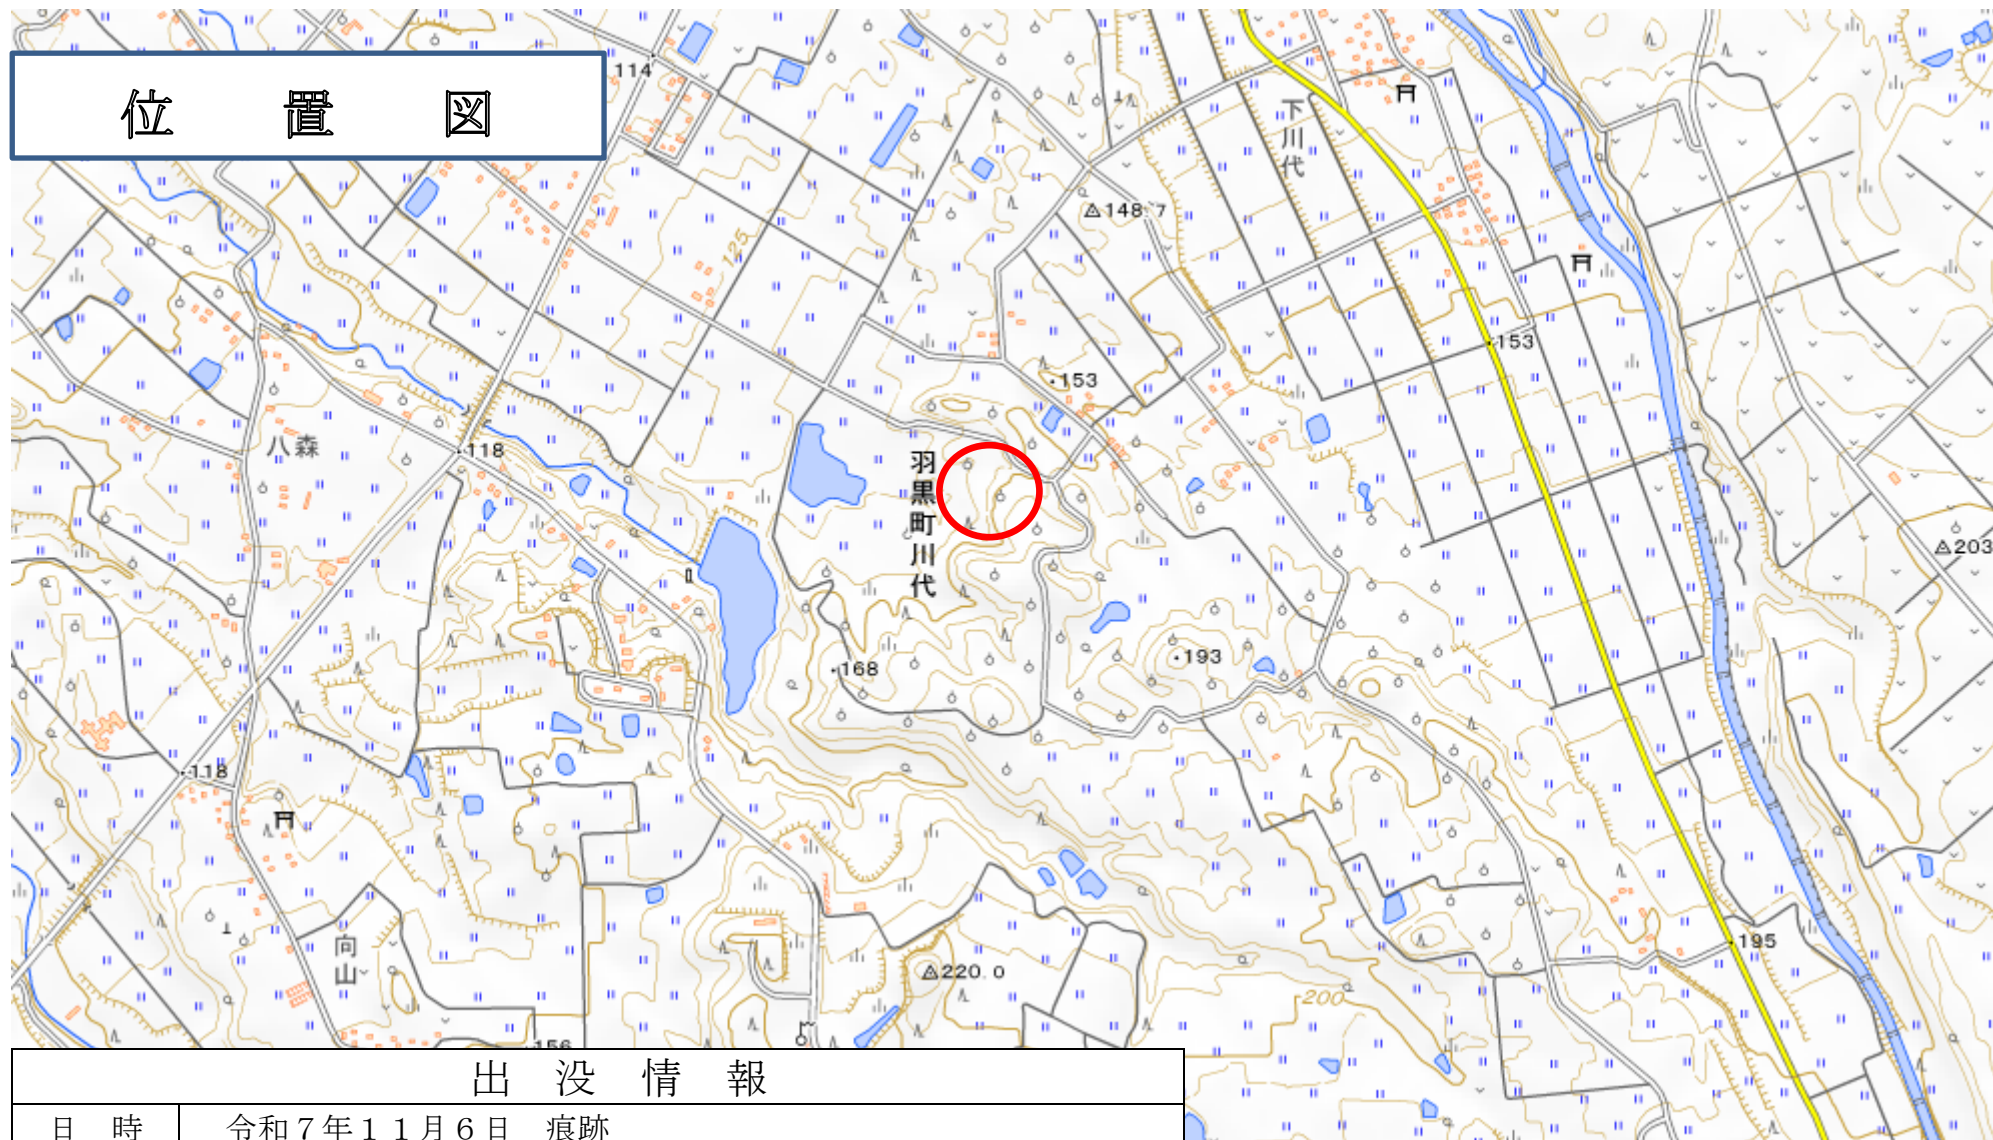 位置図
114
下川代
148.7
125
153
153
八森
118
羽黒町川代
203
168
193
118
195
向山
220.0
200
156
出没情報
日時 令和7年11月6日 痕跡